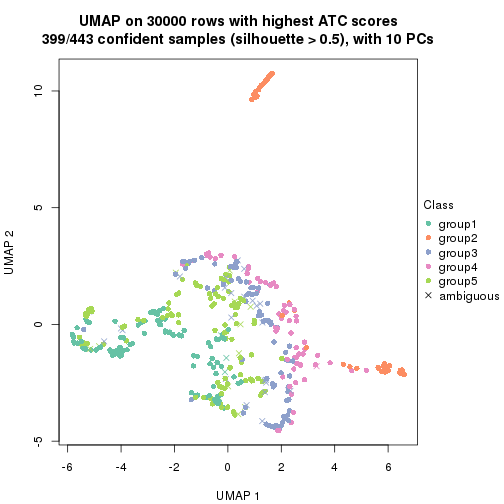 UMAP on 30000 rows with highest ATC scores
399/443 confident samples (silhouette > 0.5), with 10 PCs
10
5
0
-5
UMAP 2
-6
-4
-2
0
2
4
6
UMAP 1
Class
group1
group2
group3
group4
group5
ambiguous